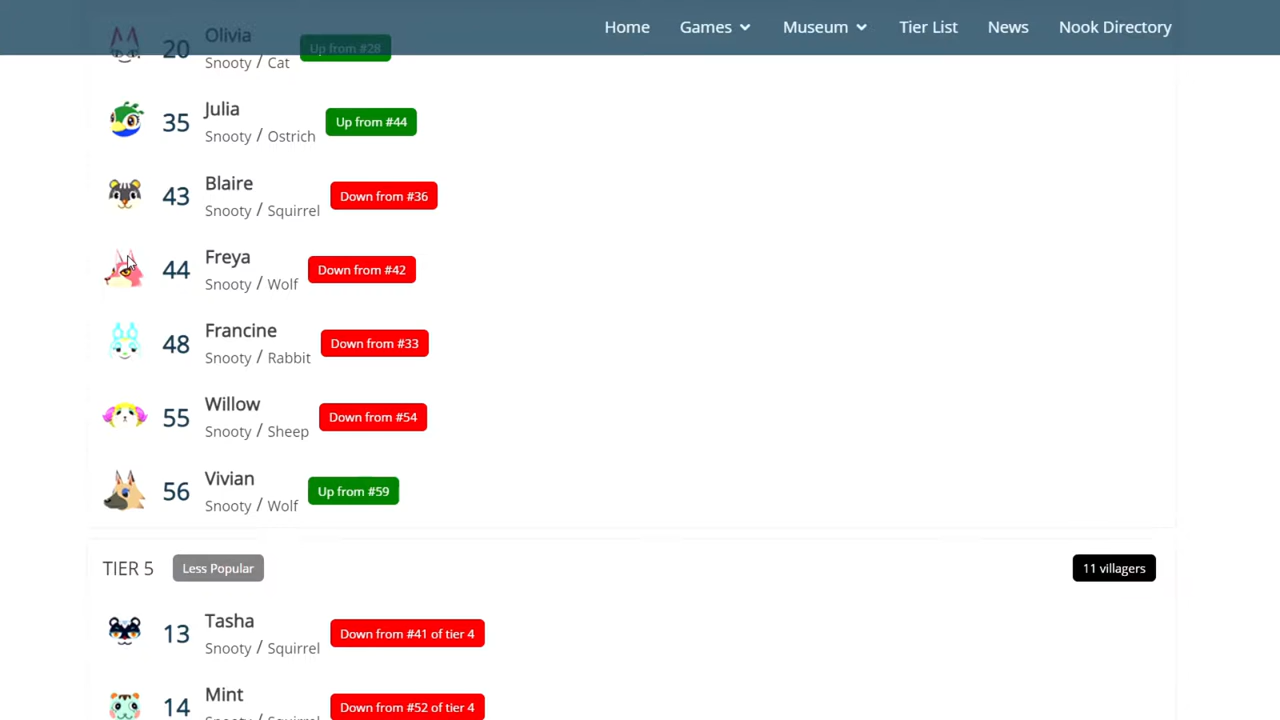 Home Games Museum Tier List News Nook Directory
20 Olivia Up from #28
Snooty / Cat
35 Julia Up from #44
Snooty / Ostrich
43 Blaire Down from #36
Snooty / Squirrel
44 Freya Down from #42
Snooty / Wolf
48 Francine Down from #33
Snooty / Rabbit
55 Willow Down from #54
Snooty / Sheep
56 Vivian Up from #59
Snooty / Wolf
TIER 5 Less Popular 11 villagers
13 Tasha Down from #41 of tier 4
Snooty / Squirrel
14 Mint Down from #52 of tier 4
Snooty / Squirrel